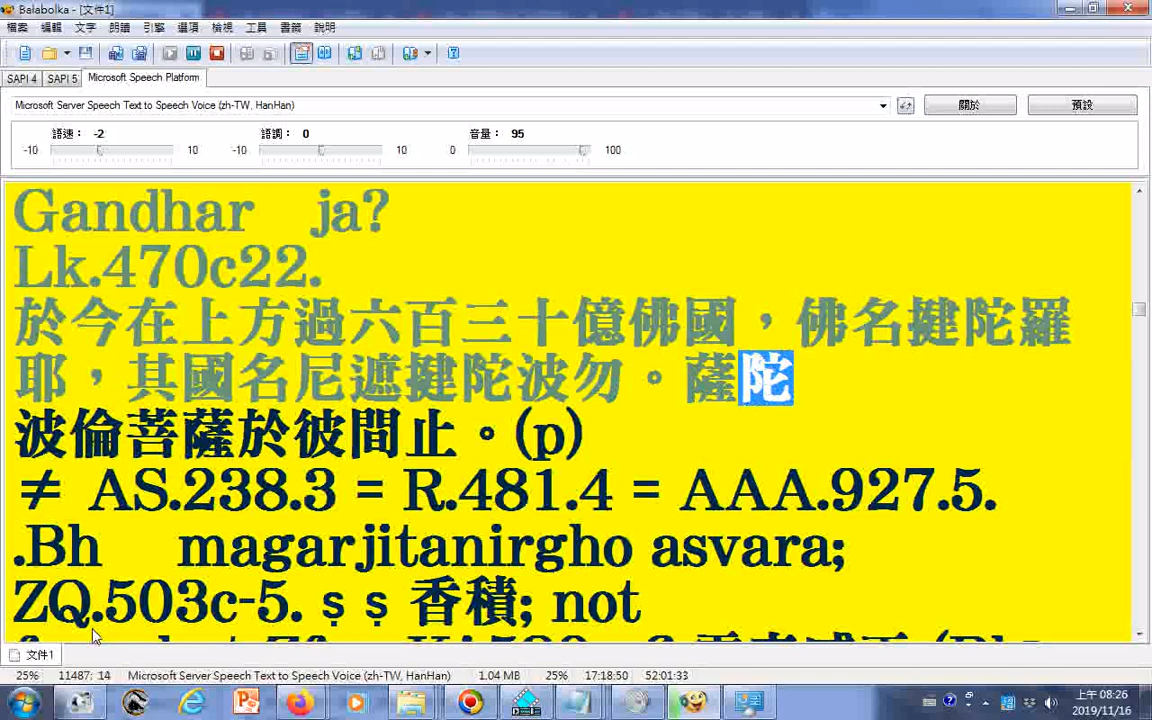 Balabolka - [文件1]
檔案 編輯 文字 朗讀 引擎 選項 檢視 工具 書籤 說明
SAPI 4 SAPI 5 Microsoft Speech Platform
Microsoft Server Speech Text to Speech Voice (zh-TW, HanHan) 關於 預設
語速： -2 語調： 0 音量： 95
-10 10 -10 10 0 100
Gandhar ja?
Lk.470c22.
於今在上方過六百三十億佛國，佛名揵陀羅
耶，其國名尼遮揵陀波勿。薩陀
波倫菩薩於彼間止。(p)
≠ AS.238.3 = R.481.4 = AAA.927.5.
.Bh magarjitanirgho asvara;
ZQ.503c-5. ṣ ṣ 香積; not
文件1
25% 11487: 14 Microsoft Server Speech Text to Speech Voice (zh-TW, HanHan) 1.04 MB 25% 17:18:50 52:01:33
上午 08:26
2019/11/16